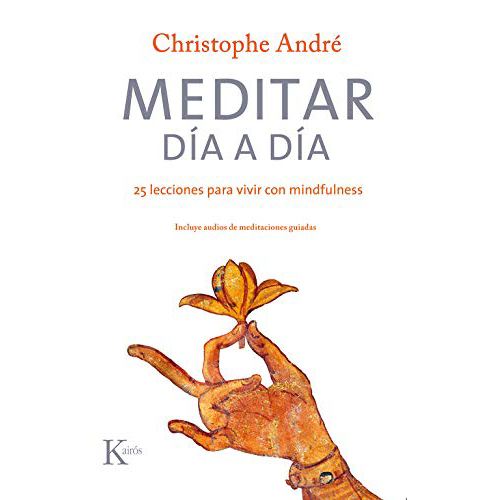 Christophe André
MEDITAR
DÍA A DÍA
25 lecciones para vivir con mindfulness
Incluye audios de meditaciones guiadas
Kairós